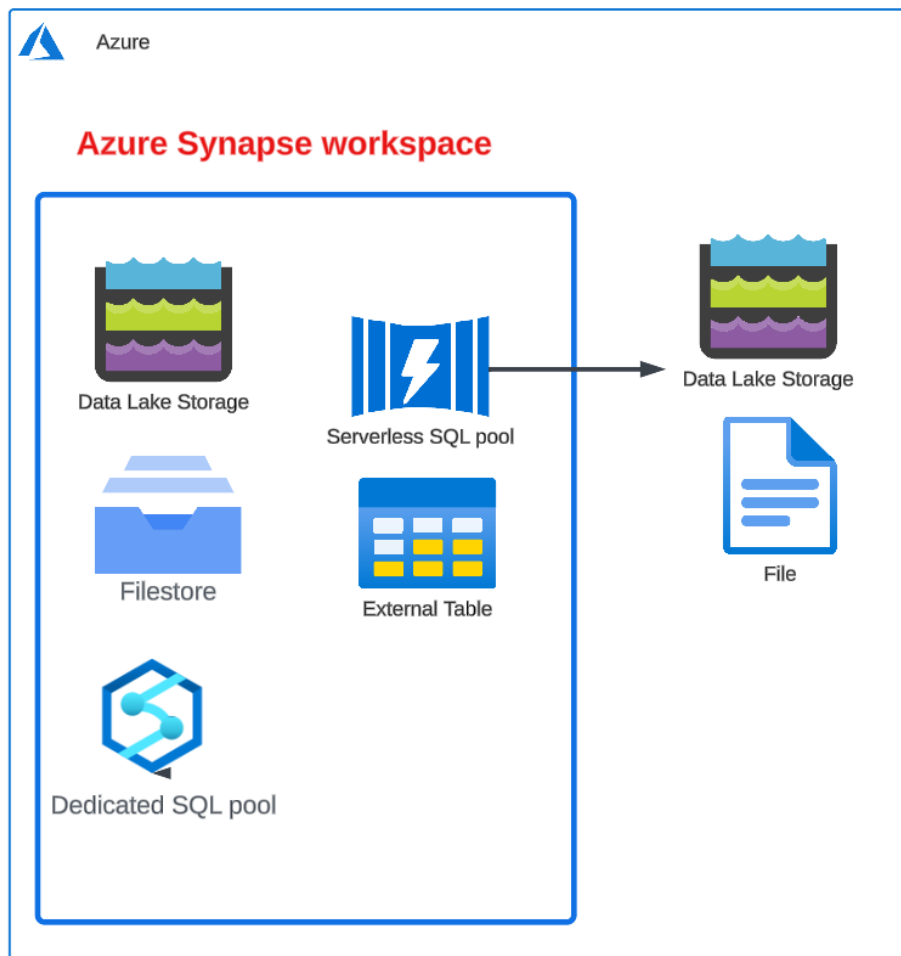 Azure
Azure Synapse workspace
Data Lake Storage
Serverless SQL pool
Data Lake Storage
Filestore
External Table
File
Dedicated SQL pool